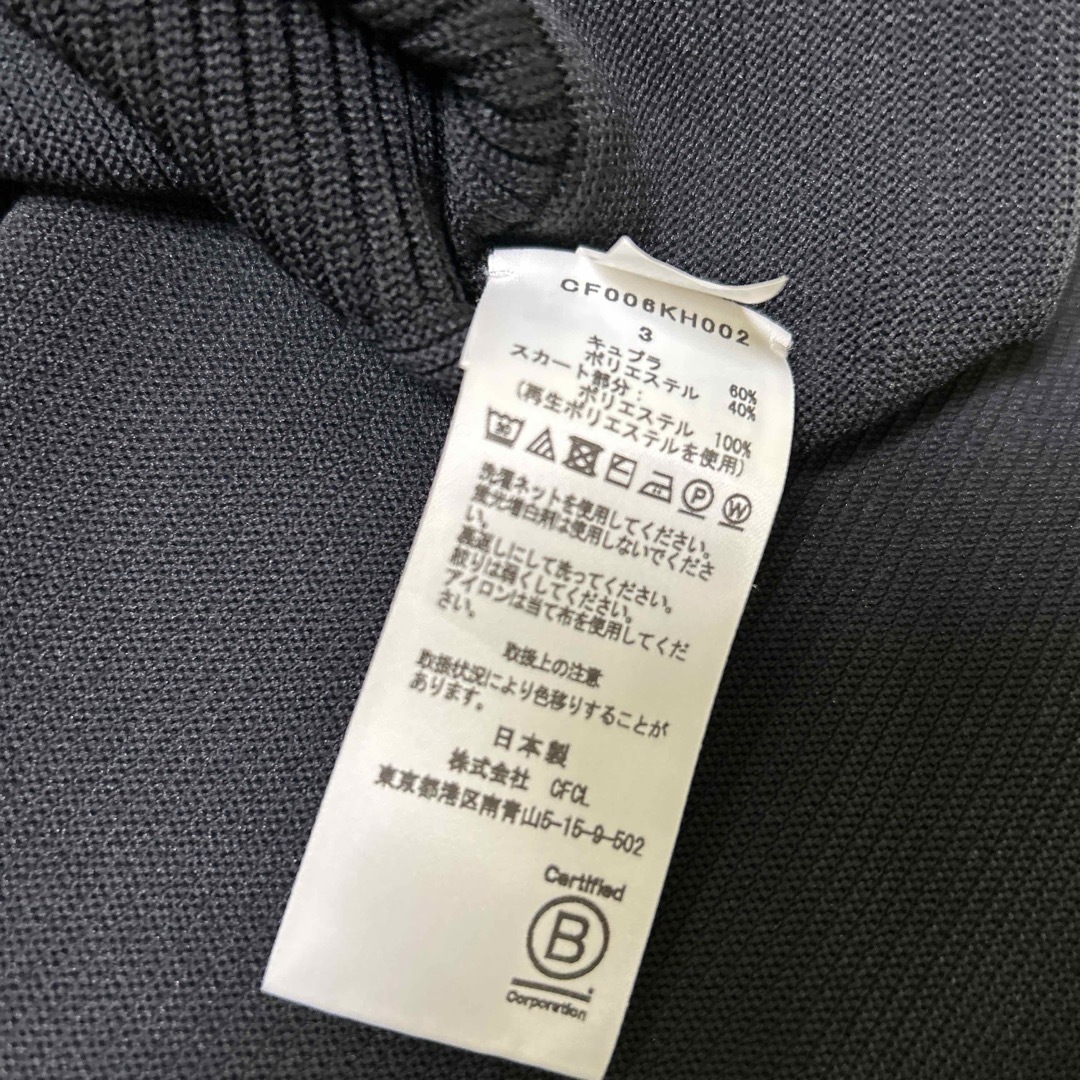 CF006KH002
3
キュプラ 60%
ポリエステル 40%
スカート部分：
ポリエステル 100%
(再生ポリエステルを使用)
P W
洗濯ネットを使用してください。
蛍光増白剤は使用しないでくださ
い。
裏返しにして洗ってください。
絞りは弱くしてください。
アイロンは当て布を使用してくだ
さい。
取扱上の注意
取扱状況により色移りすることが
あります。
日本製
株式会社 CFCL
東京都港区南青山5-15-9-502
Certified
B
Corporation